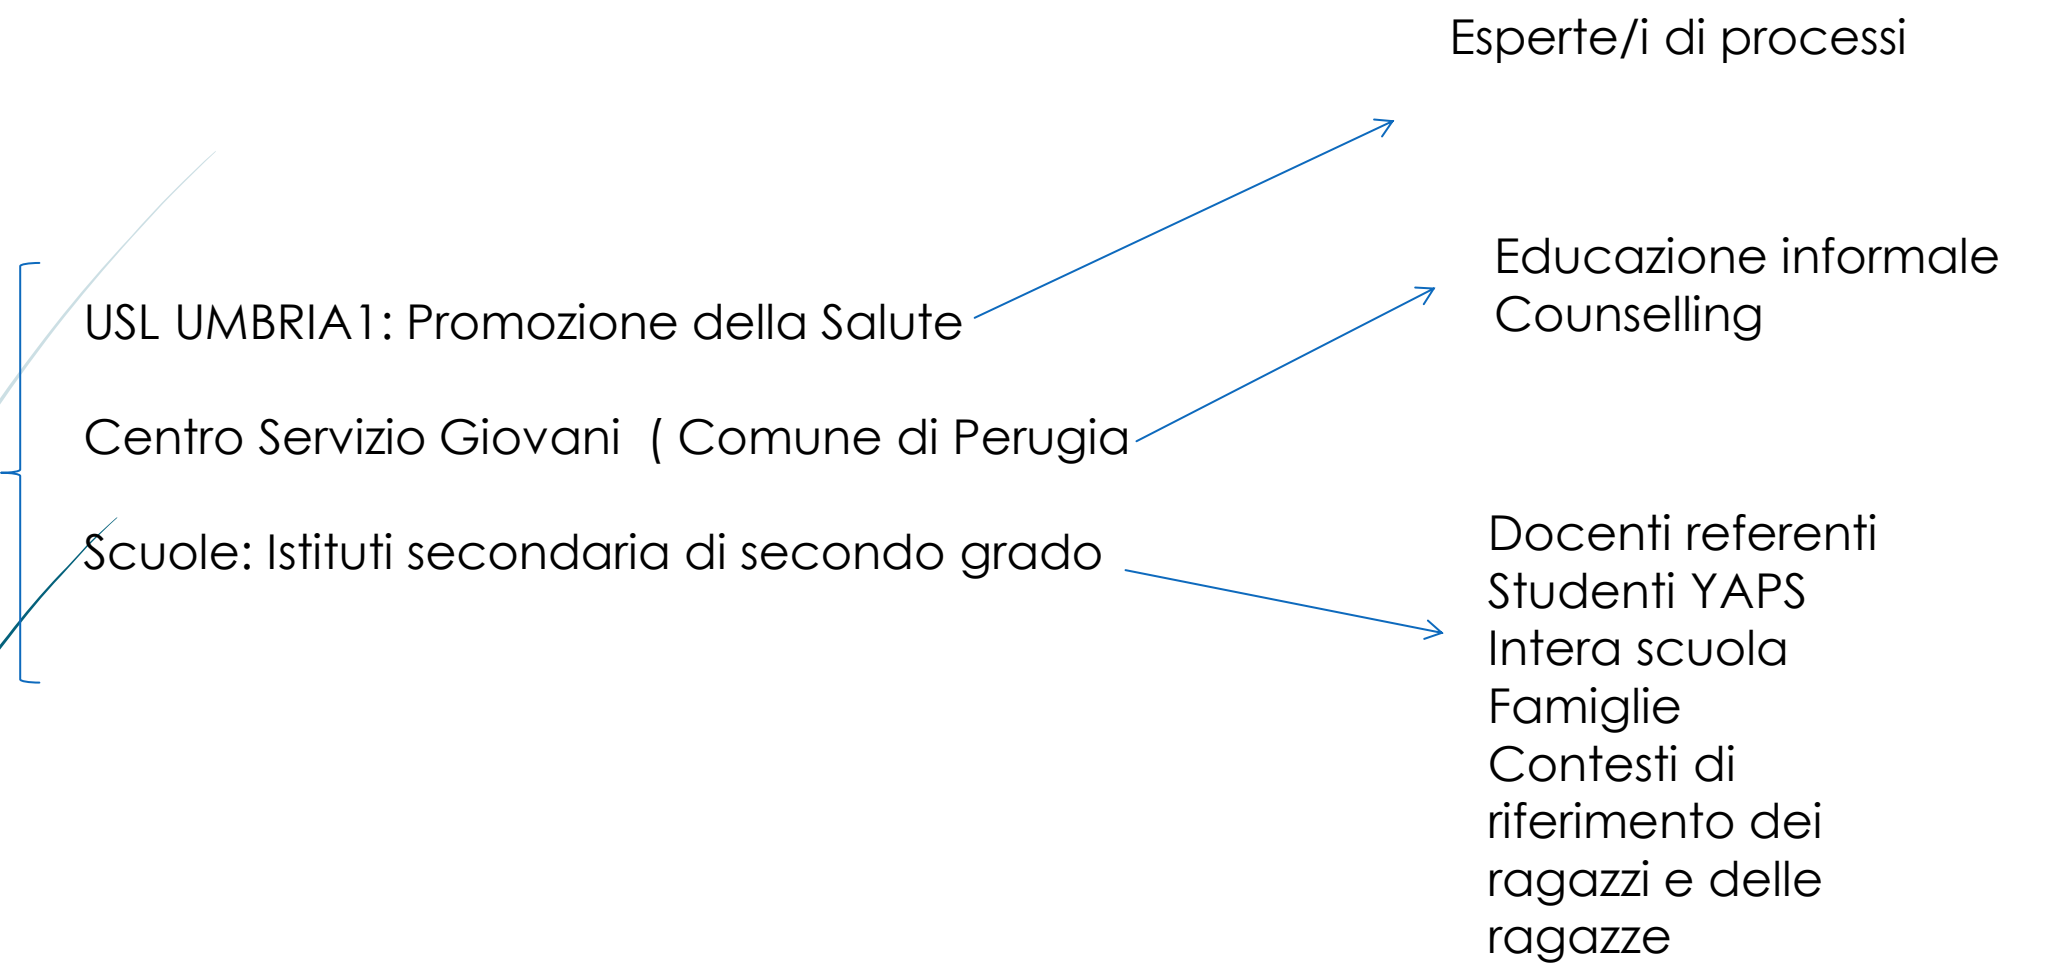 Esperte/i di processi
USL UMBRIA1: Promozione della Salute
Educazione informale
Counselling
Centro Servizio Giovani  ( Comune di Perugia
Scuole: Istituti secondaria di secondo grado
Docenti referenti
Studenti YAPS
Intera scuola
Famiglie
Contesti di
riferimento dei
ragazzi e delle
ragazze